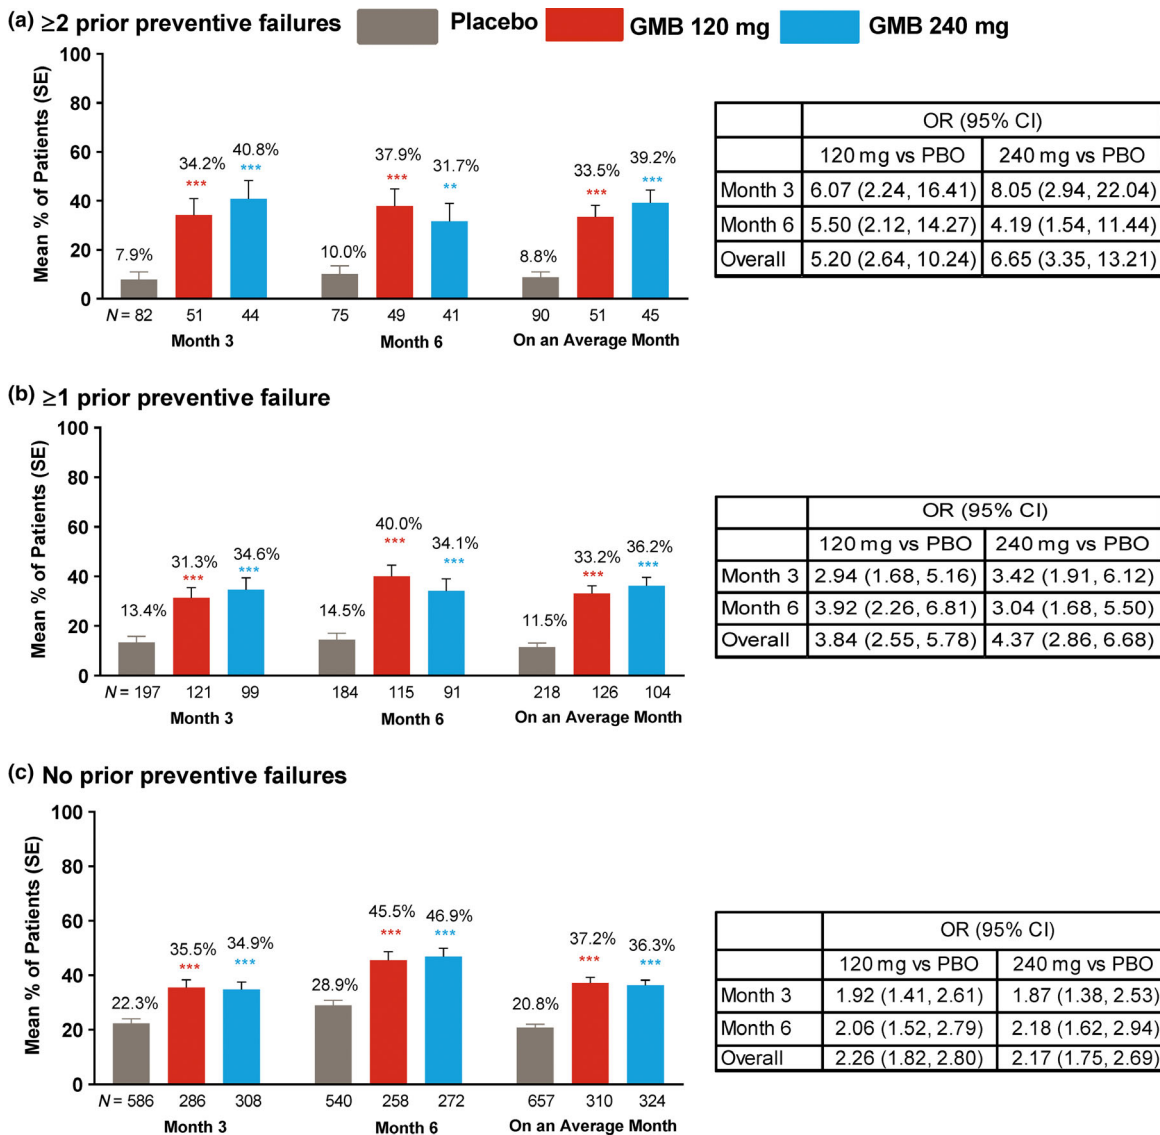 (a) ≥2 prior preventive failures Placebo GMB 120 mg GMB 240 mg
Mean % of Patients (SE)
100
80
60
40
20
0
7.9% 34.2% 40.8% 10.0% 37.9% 31.7% 8.8% 33.5% 39.2%
*** *** *** ** *** ***
N = 82 51 44 75 49 41 90 51 45
Month 3 Month 6 On an Average Month
OR (95% CI)
120 mg vs PBO 240 mg vs PBO
Month 3 6.07 (2.24, 16.41) 8.05 (2.94, 22.04)
Month 6 5.50 (2.12, 14.27) 4.19 (1.54, 11.44)
Overall 5.20 (2.64, 10.24) 6.65 (3.35, 13.21)
(b) ≥1 prior preventive failure
Mean % of Patients (SE)
100
80
60
40
20
0
13.4% 31.3% 34.6% 14.5% 40.0% 34.1% 11.5% 33.2% 36.2%
*** *** *** *** *** ***
N = 197 121 99 184 115 91 218 126 104
Month 3 Month 6 On an Average Month
OR (95% CI)
120 mg vs PBO 240 mg vs PBO
Month 3 2.94 (1.68, 5.16) 3.42 (1.91, 6.12)
Month 6 3.92 (2.26, 6.81) 3.04 (1.68, 5.50)
Overall 3.84 (2.55, 5.78) 4.37 (2.86, 6.68)
(c) No prior preventive failures
Mean % of Patients (SE)
100
80
60
40
20
0
22.3% 35.5% 34.9% 28.9% 45.5% 46.9% 20.8% 37.2% 36.3%
*** *** *** *** *** ***
N = 586 286 308 540 258 272 657 310 324
Month 3 Month 6 On an Average Month
OR (95% CI)
120 mg vs PBO 240 mg vs PBO
Month 3 1.92 (1.41, 2.61) 1.87 (1.38, 2.53)
Month 6 2.06 (1.52, 2.79) 2.18 (1.62, 2.94)
Overall 2.26 (1.82, 2.80) 2.17 (1.75, 2.69)